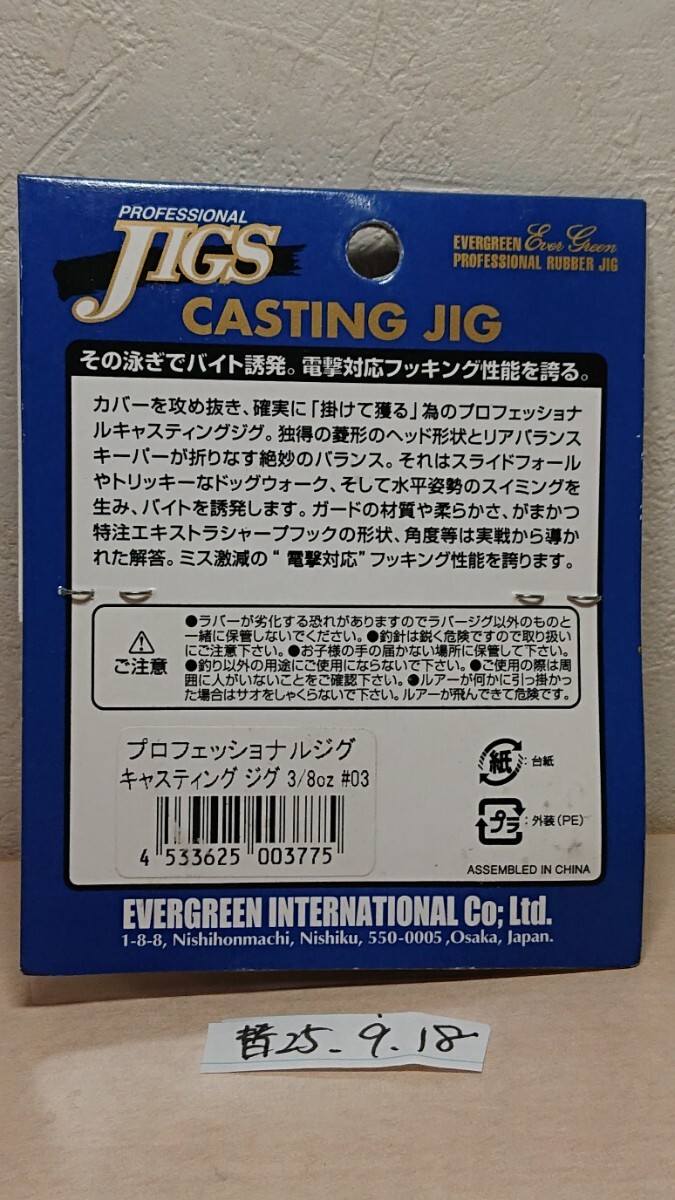 PROFESSIONAL
JIGS
EVERGREEN Ever Green
PROFESSIONAL RUBBER JIG
CASTING JIG
その泳ぎでバイト誘発。電撃対応フッキング性能を誇る。
カバーを攻め抜き、確実に「掛けて獲る」為のプロフェッショナ
ルキャスティングジグ。独得の菱形のヘッド形状とリアバランス
キーパーが折りなす絶妙のバランス。それはスライドフォール
やトリッキーなドッグウォーク、そして水平姿勢のスイミングを
生み、バイトを誘発します。ガードの材質や柔らかさ、がまかつ
特注エキストラシャープフックの形状、角度等は実戦から導か
れた解答。ミス激減の“電撃対応”フッキング性能を誇ります。
ご注意
●ラバーが劣化する恐れがありますのでラバージグ以外のものと
一緒に保管しないでください。●釣針は鋭く危険ですので取り扱い
にご注意下さい。●お子様の手の届かない場所に保管して下さい。
●釣り以外の用途にご使用にならないで下さい。●ご使用の際は周
囲に人がいないことをご確認下さい。●ルアーが何かに引っ掛かっ
た場合はサオをしゃくらないで下さい。ルアーが飛んできて危険です。
プロフェッショナルジグ
キャスティング ジグ 3/8oz #03
4 533625 003775
紙:台紙
プラ:外装(PE)
ASSEMBLED IN CHINA
EVERGREEN INTERNATIONAL Co; Ltd.
1-8-8, Nishihonmachi, Nishiku, 550-0005 ,Osaka, Japan.
25.9.18